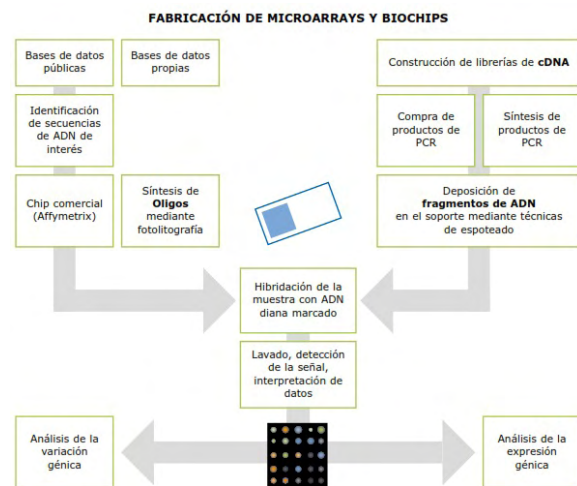 FABRICACIÓN DE MICROARRAYS Y BIOCHIPS
Bases de datos
públicas
Bases de datos
propias
Identificación
de secuencias
de ADN de
interés
Chip comercial
(Affymetrix)
Síntesis de
Oligos
mediante
fotolitografía
Construcción de librerías de cDNA
Compra de
productos de
PCR
Síntesis de
productos de
PCR
Deposición de
fragmentos de ADN
en el soporte mediante técnicas
de espoteado
Hibridación de la
muestra con ADN
diana marcado
Lavado, detección
de la señal,
interpretación de
datos
Análisis de la
variación
génica
Análisis de la
expresión
génica